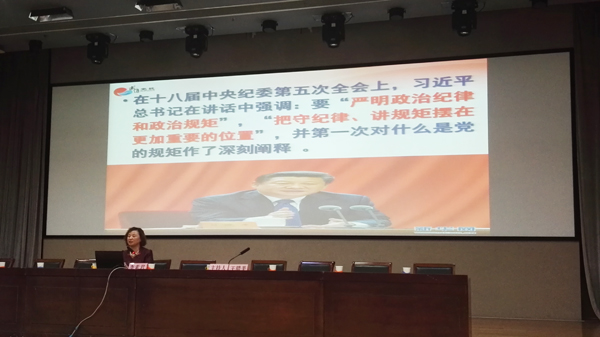 在十八届中央纪委第五次全会上，习近平
总书记在讲话中强调：要“严明政治纪律
和政治规矩”，“把守纪律、讲规矩摆在
更加重要的位置”，并第一次对什么是党
的规矩作了深刻阐释。
主持人